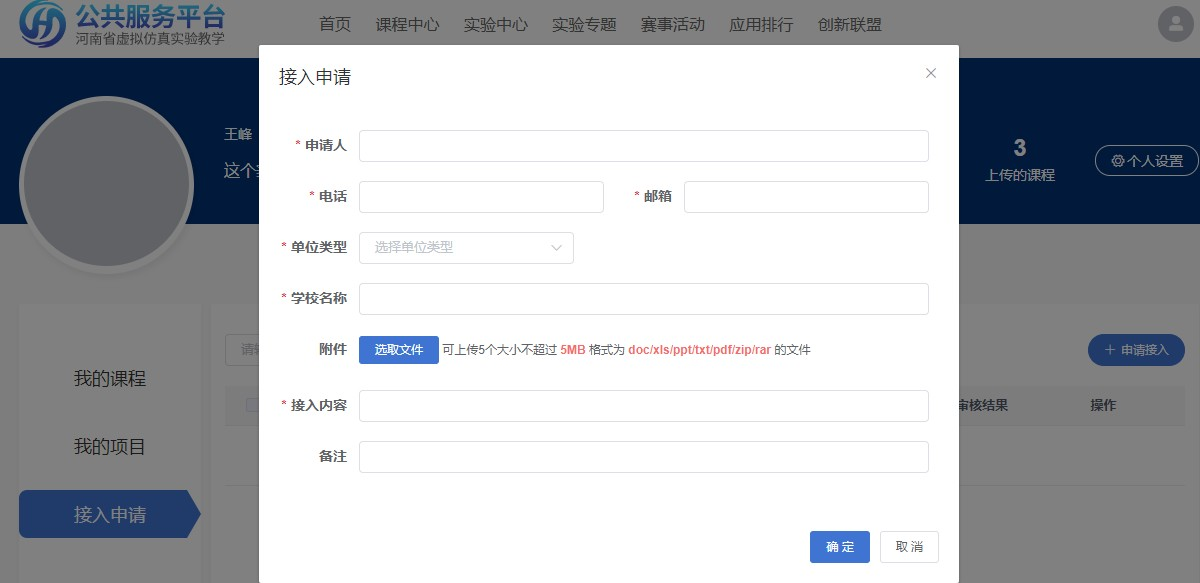 公共服务平台
河南省虚拟仿真实验教学
首页 课程中心 实验中心 实验专题 赛事活动 应用排行 创新联盟
接入申请
王峰
这个
3
上传的课程
个人设置
* 申请人
* 电话
* 邮箱
* 单位类型 选择单位类型
* 学校名称
附件 选取文件 可上传5个大小不超过 5MB 格式为 doc/xls/ppt/txt/pdf/zip/rar 的文件
请
+ 申请接入
我的课程
* 接入内容
审核结果 操作
我的项目
备注
接入申请
确 定 取 消